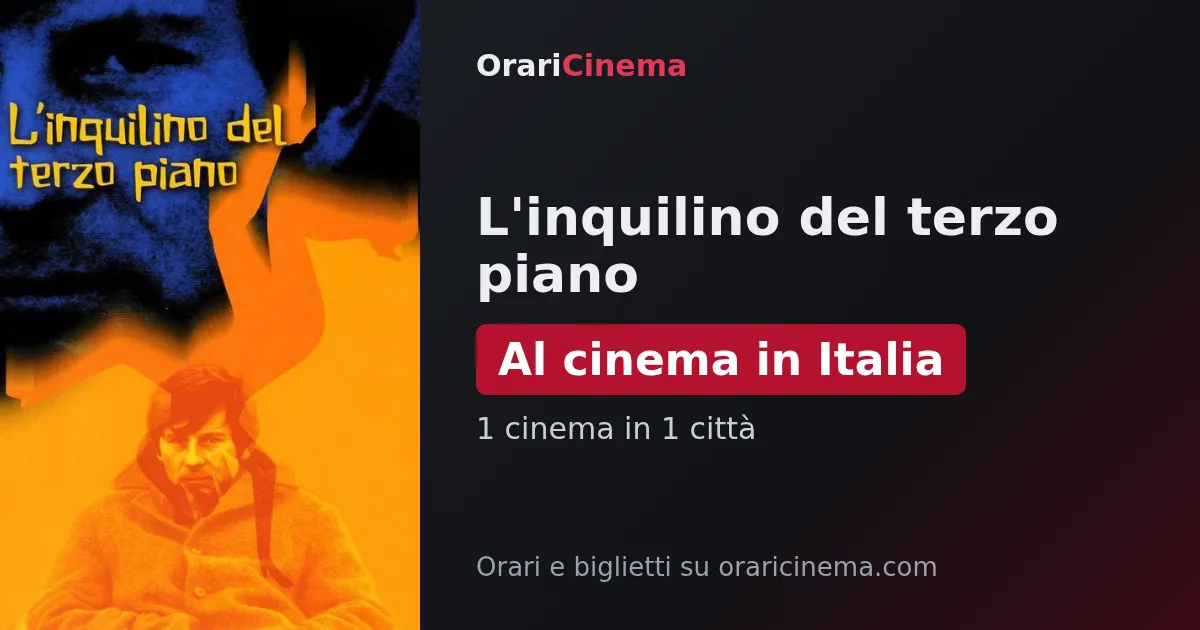 L'inquilino del
terzo piano
OrariCinema
L'inquilino del terzo
piano
Al cinema in Italia
1 cinema in 1 città
Orari e biglietti su oraricinema.com